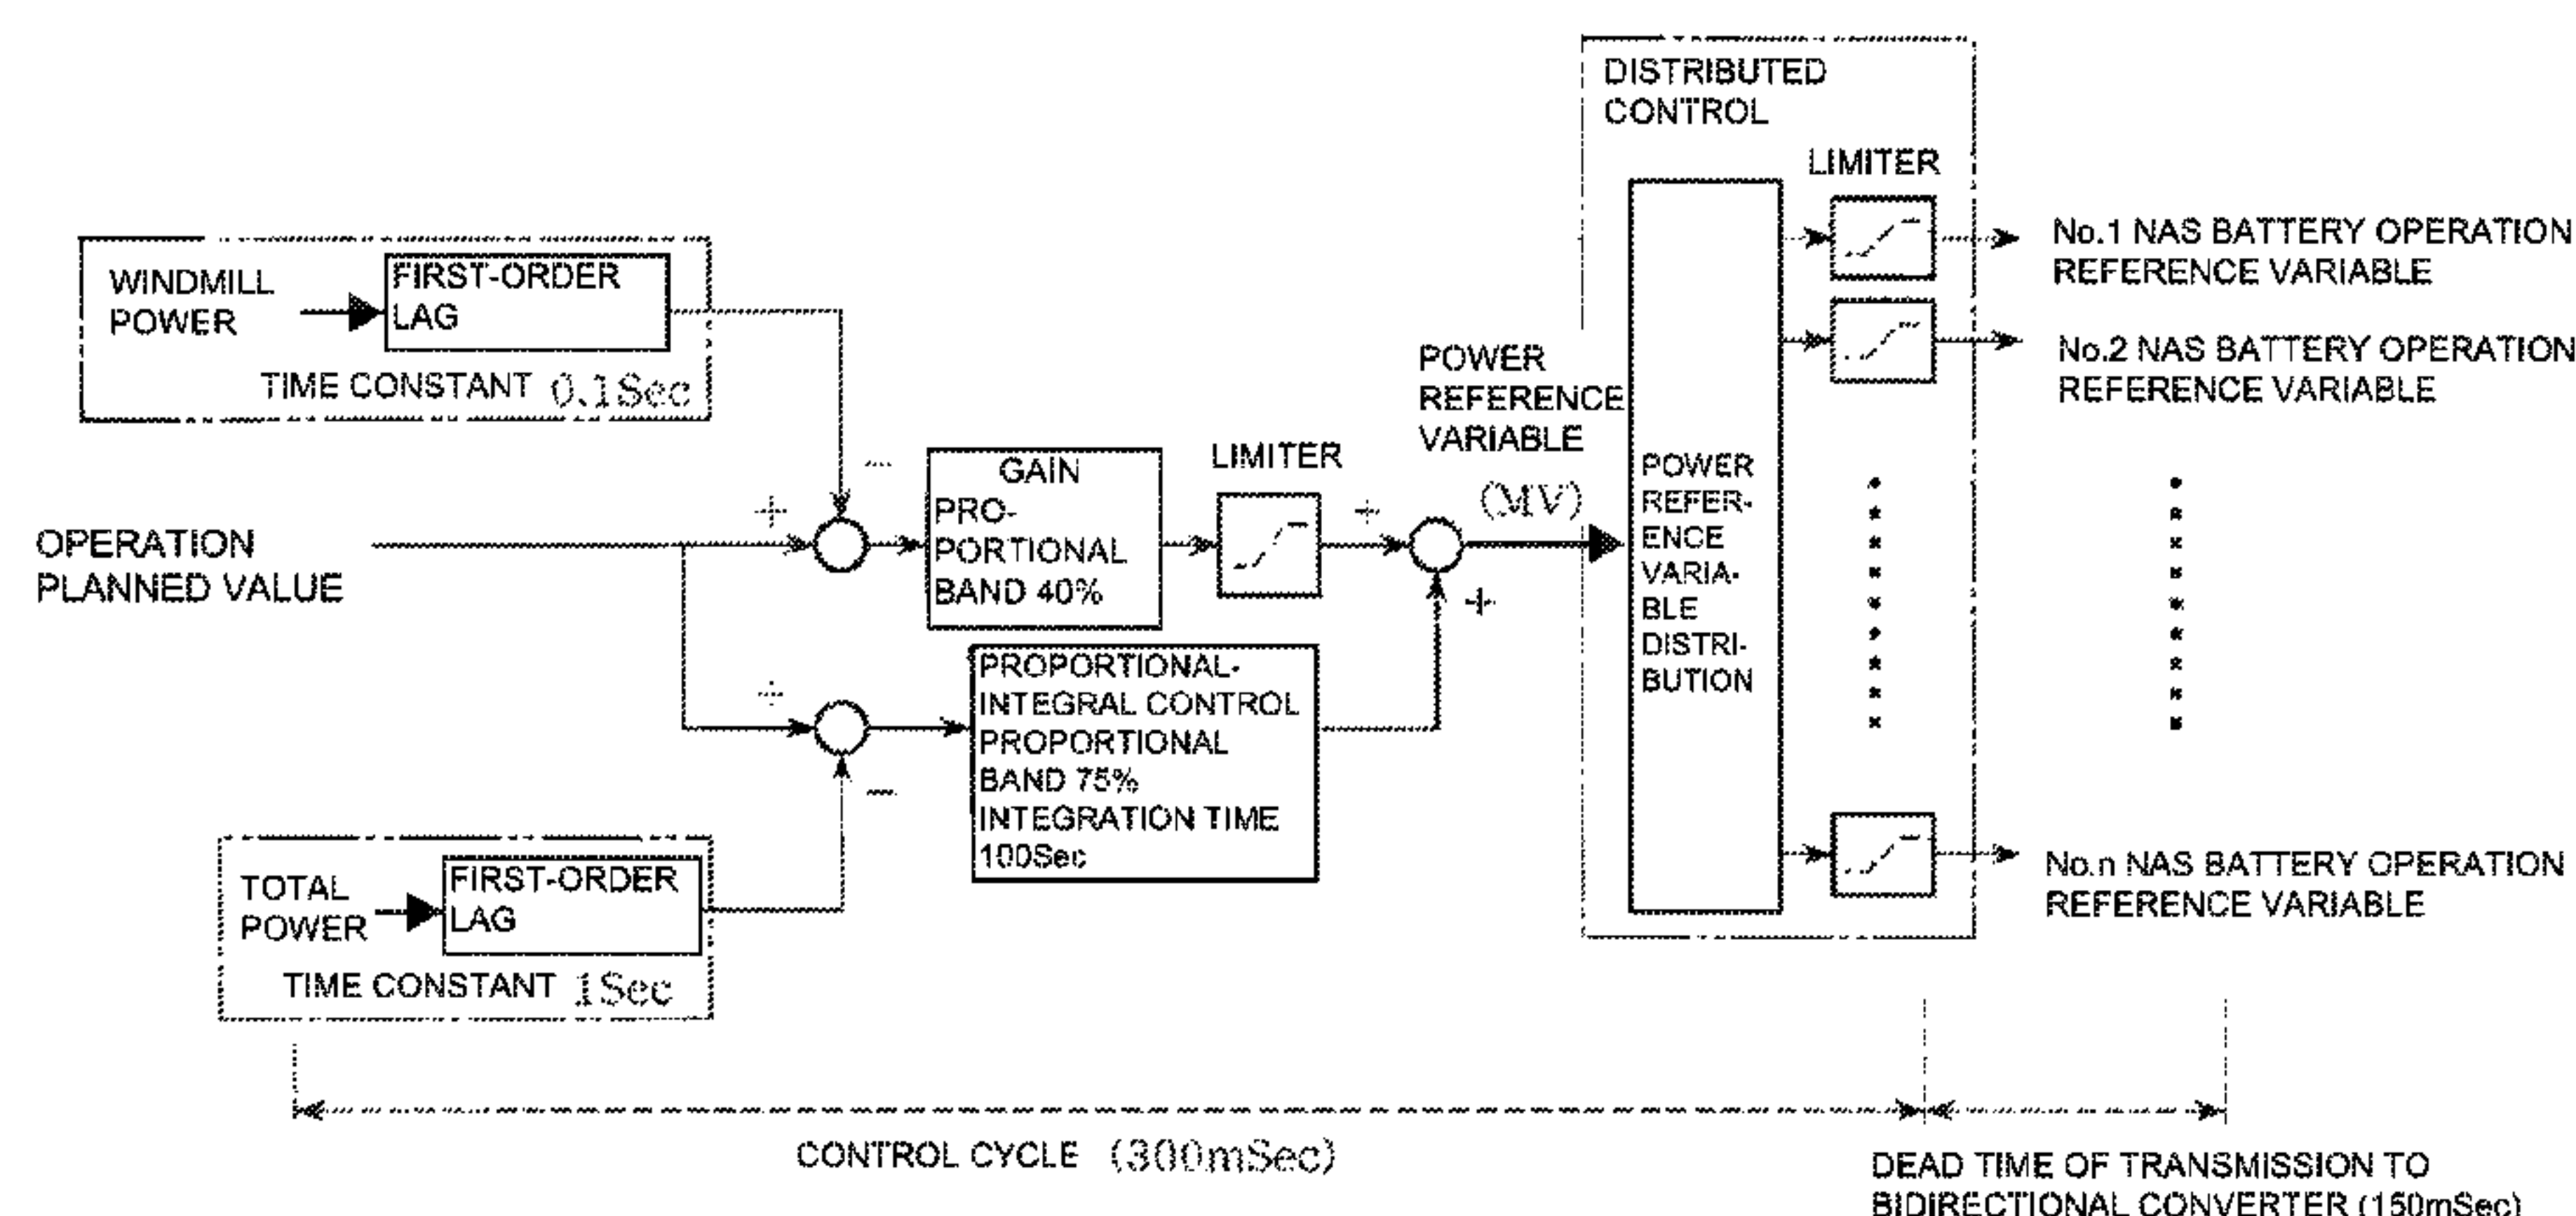 DISTRIBUTED
CONTROL
LIMITER
No.1 NAS BATTERY OPERATION
REFERENCE VARIABLE
No.2 NAS BATTERY OPERATION
REFERENCE VARIABLE
WINDMILL
POWER
FIRST-ORDER
LAG
TIME CONSTANT 0.1Sec
POWER
REFERENCE
VARIABLE
(MV)
−
+
GAIN
PRO-
PORTIONAL
BAND 40%
LIMITER
+
+
POWER
REFER-
ENCE
VARIA-
BLE
DISTRI-
BUTION
OPERATION
PLANNED VALUE
+
−
PROPORTIONAL-
INTEGRAL CONTROL
PROPORTIONAL
BAND 75%
INTEGRATION TIME
100Sec
No.n NAS BATTERY OPERATION
REFERENCE VARIABLE
TOTAL
POWER
FIRST-ORDER
LAG
TIME CONSTANT 1Sec
CONTROL CYCLE (300mSec)
DEAD TIME OF TRANSMISSION TO
BIDIRECTIONAL CONVERTER (150mSec)